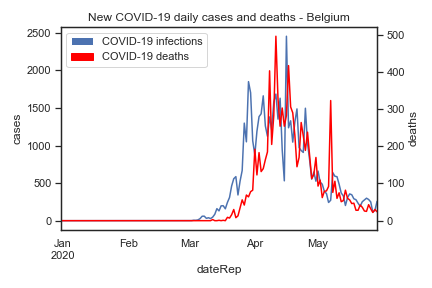 New COVID-19 daily cases and deaths - Belgium
COVID-19 infections
COVID-19 deaths
2500
2000
1500
1000
500
0
cases
500
400
300
200
100
0
deaths
Jan
2020
Feb
Mar
Apr
May
dateRep